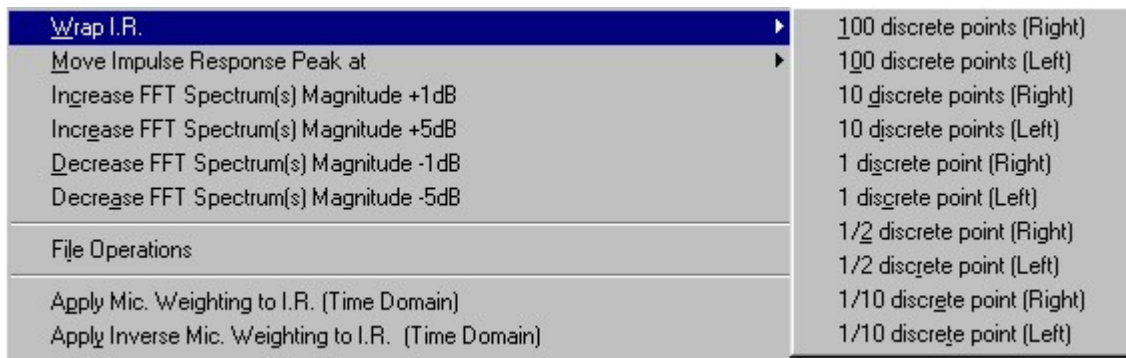 Wrap I.R.
Move Impulse Response Peak at
Increase FFT Spectrum(s) Magnitude +1dB
Increase FFT Spectrum(s) Magnitude +5dB
Decrease FFT Spectrum(s) Magnitude -1dB
Decrease FFT Spectrum(s) Magnitude -5dB
File Operations
Apply Mic. Weighting to I.R. (Time Domain)
Apply Inverse Mic. Weighting to I.R. (Time Domain)
100 discrete points (Right)
100 discrete points (Left)
10 discrete points (Right)
10 discrete points (Left)
1 discrete point (Right)
1 discrete point (Left)
1/2 discrete point (Right)
1/2 discrete point (Left)
1/10 discrete point (Right)
1/10 discrete point (Left)